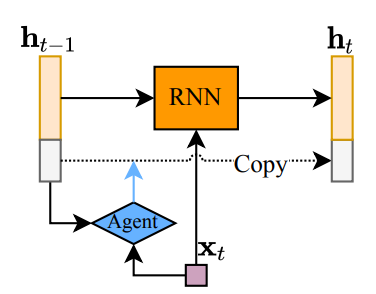 h_{t−1}
h_t
RNN
Copy
Agent
x_t